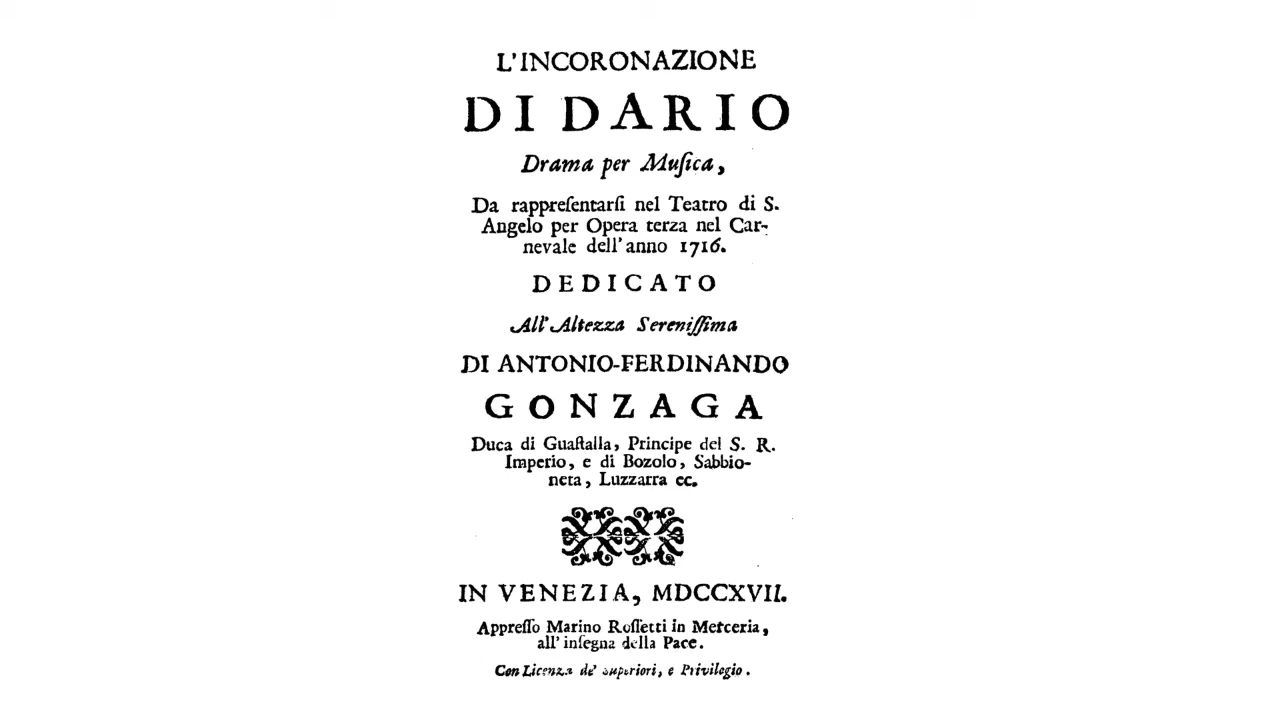 L'INCORONAZIONE
DI DARIO
Drama per Muſica,
Da rappreſentarſi nel Teatro di S.
Angelo per Opera terza nel Car-
nevale dell'anno 1716.
DEDICATO
All'Altezza Sereniſſima
DI ANTONIO-FERDINANDO
GONZAGA
Duca di Guaſtalla, Principe del S. R.
Imperio, e di Bozolo, Sabbio-
neta, Luzzarra ec.
IN VENEZIA, MDCCXVII.
Appreſſo Marino Roſſetti in Merceria,
all' inſegna della Pace.
Con Licenza de' Superiori, e Privilegio.